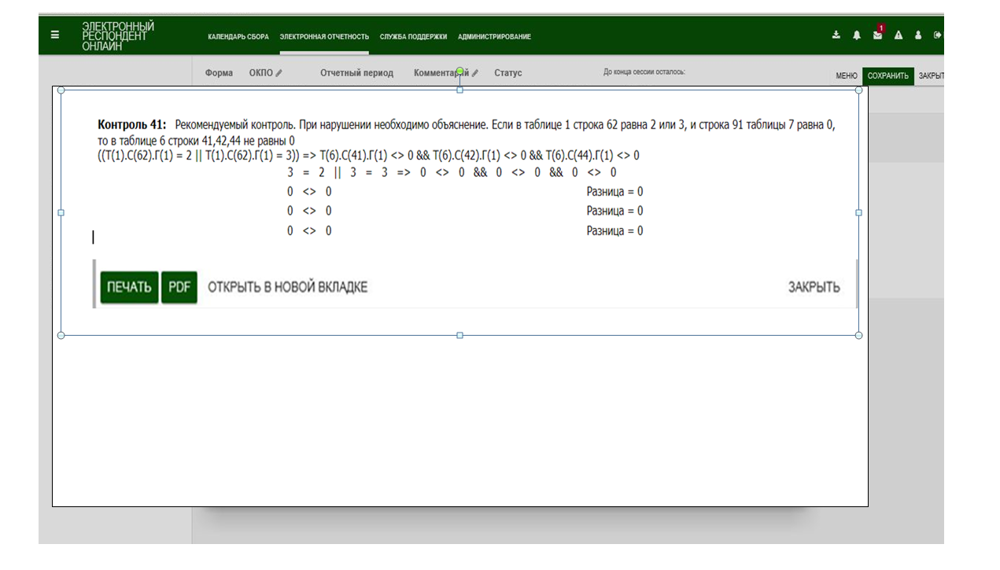 ЭЛЕКТРОННЫЙ
РЕСПОНДЕНТ
ОНЛАЙН
КАЛЕНДАРЬ СБОРА ЭЛЕКТРОННАЯ ОТЧЕТНОСТЬ СЛУЖБА ПОДДЕРЖКИ АДМИНИСТРИРОВАНИЕ
1
Форма ОКПО Отчетный период Комментарий Статус До конца сессии осталось:
МЕНЮ СОХРАНИТЬ ЗАКРЫТ
Контроль 41: Рекомендуемый контроль. При нарушении необходимо объяснение. Если в таблице 1 строка 62 равна 2 или 3, и строка 91 таблицы 7 равна 0,
то в таблице 6 строки 41,42,44 не равны 0
((Т(1).С(62).Г(1) = 2 || Т(1).С(62).Г(1) = 3)) => Т(6).С(41).Г(1) <> 0 && Т(6).С(42).Г(1) <> 0 && Т(6).С(44).Г(1) <> 0
3 = 2 || 3 = 3 => 0 <> 0 && 0 <> 0 && 0 <> 0
0 <> 0 Разница = 0
0 <> 0 Разница = 0
0 <> 0 Разница = 0
ПЕЧАТЬ PDF ОТКРЫТЬ В НОВОЙ ВКЛАДКЕ ЗАКРЫТЬ